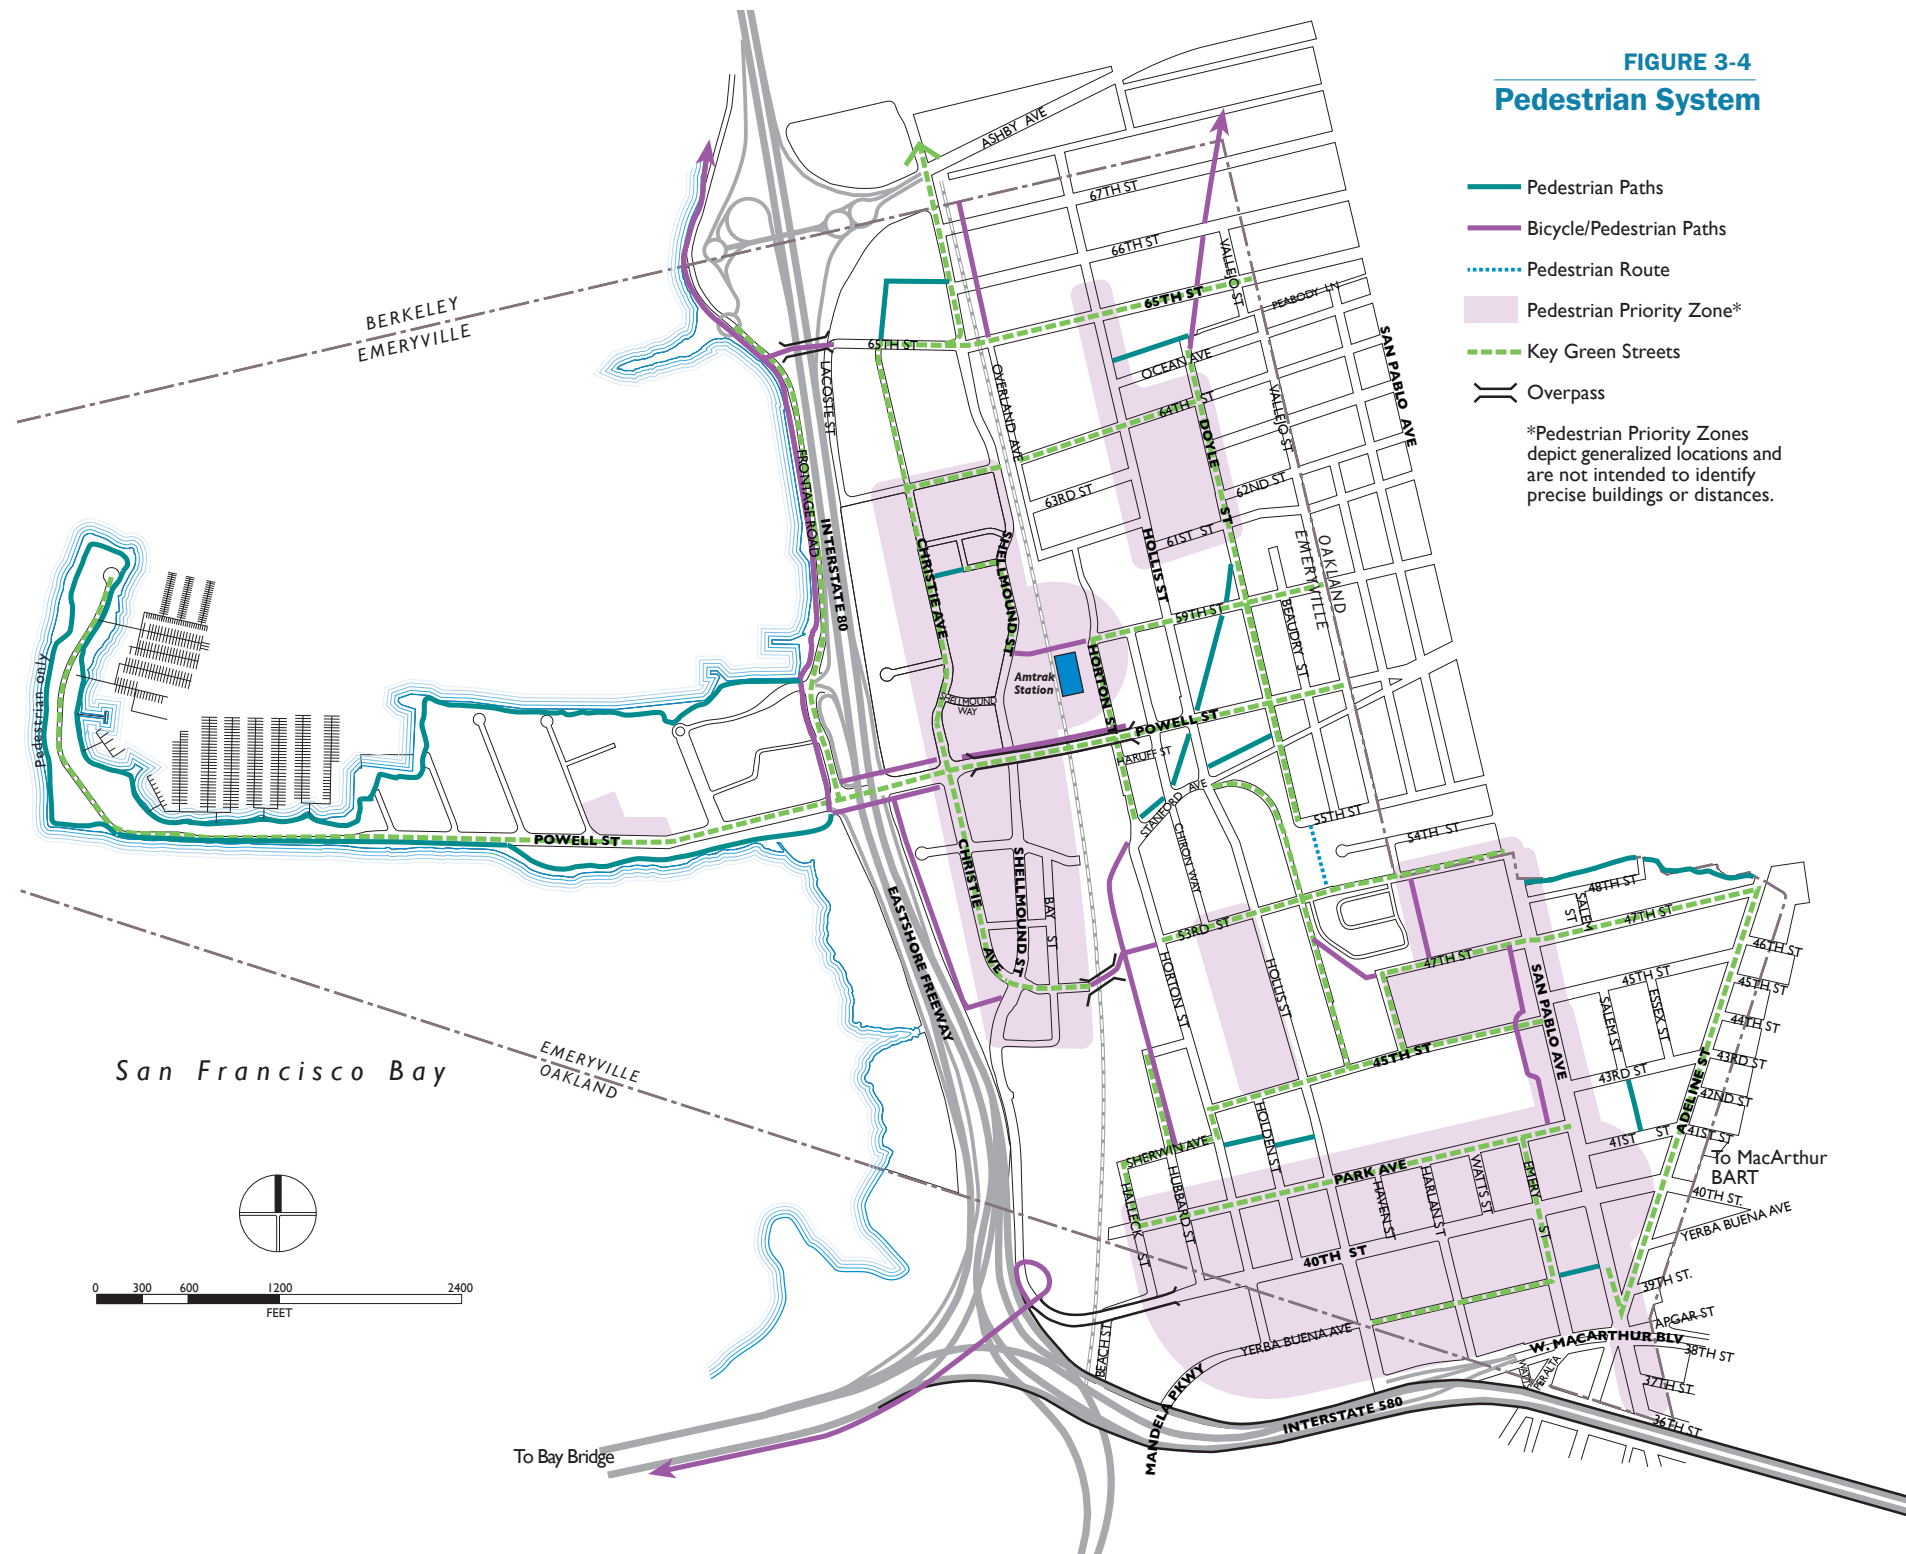 FIGURE 3-4
Pedestrian System
Pedestrian Paths
Bicycle/Pedestrian Paths
Pedestrian Route
Pedestrian Priority Zone*
Key Green Streets
Overpass
*Pedestrian Priority Zones
depict generalized locations and
are not intended to identify
precise buildings or distances.
ASHBY AVE
67TH ST
66TH ST
VALLEJO ST
65TH ST
PEABODY LN
BERKELEY
EMERYVILLE
65TH ST
OCEAN AVE
SAN PABLO AVE
LACOSTE ST
OVERLAND AVE
64TH ST
VALLEJO ST
DOYLE ST
FRONTAGE ROAD
63RD ST
62ND ST
INTERSTATE 80
61ST ST
HOLLIS ST
OAKLAND
EMERYVILLE
CHRISTIE AVE
SHELLMOUND ST
59TH ST
BEAUDRY ST
Pedestrian only
Amtrak
Station
HORTON ST
SHELLMOUND
WAY
POWELL ST
HARUFF ST
STANFORD AVE
55TH ST
54TH ST
POWELL ST
CHRISTIE AVE
SHELLMOUND ST
BAY ST
CHIRON WAY
EASTSHORE FREEWAY
48TH ST
SALEM ST
47TH ST
53RD ST
46TH ST
47TH ST
HORTON ST
HOLLIS ST
SAN PABLO AVE
45TH ST
45TH ST
SALEM ST
ESSEX ST
44TH ST
45TH ST
43RD ST
43RD ST
San Francisco Bay
EMERYVILLE
OAKLAND
ADELINE ST
42ND ST
HOLDEN ST
41ST ST
41ST ST
SHERWIN AVE
To MacArthur
BART
PARK AVE
HALLECK ST
HUBBARD ST
HAVEN ST
HARLAN ST
WATTS ST
EMERY ST
40TH ST.
YERBA BUENA AVE
40TH ST
39TH ST.
0 300 600 1200 2400
FEET
APGAR ST
YERBA BUENA AVE
BEACH ST
W. MACARTHUR BLV
38TH ST
PERALTA
37TH ST.
MANDELA PKWY
INTERSTATE 580
36TH ST
To Bay Bridge